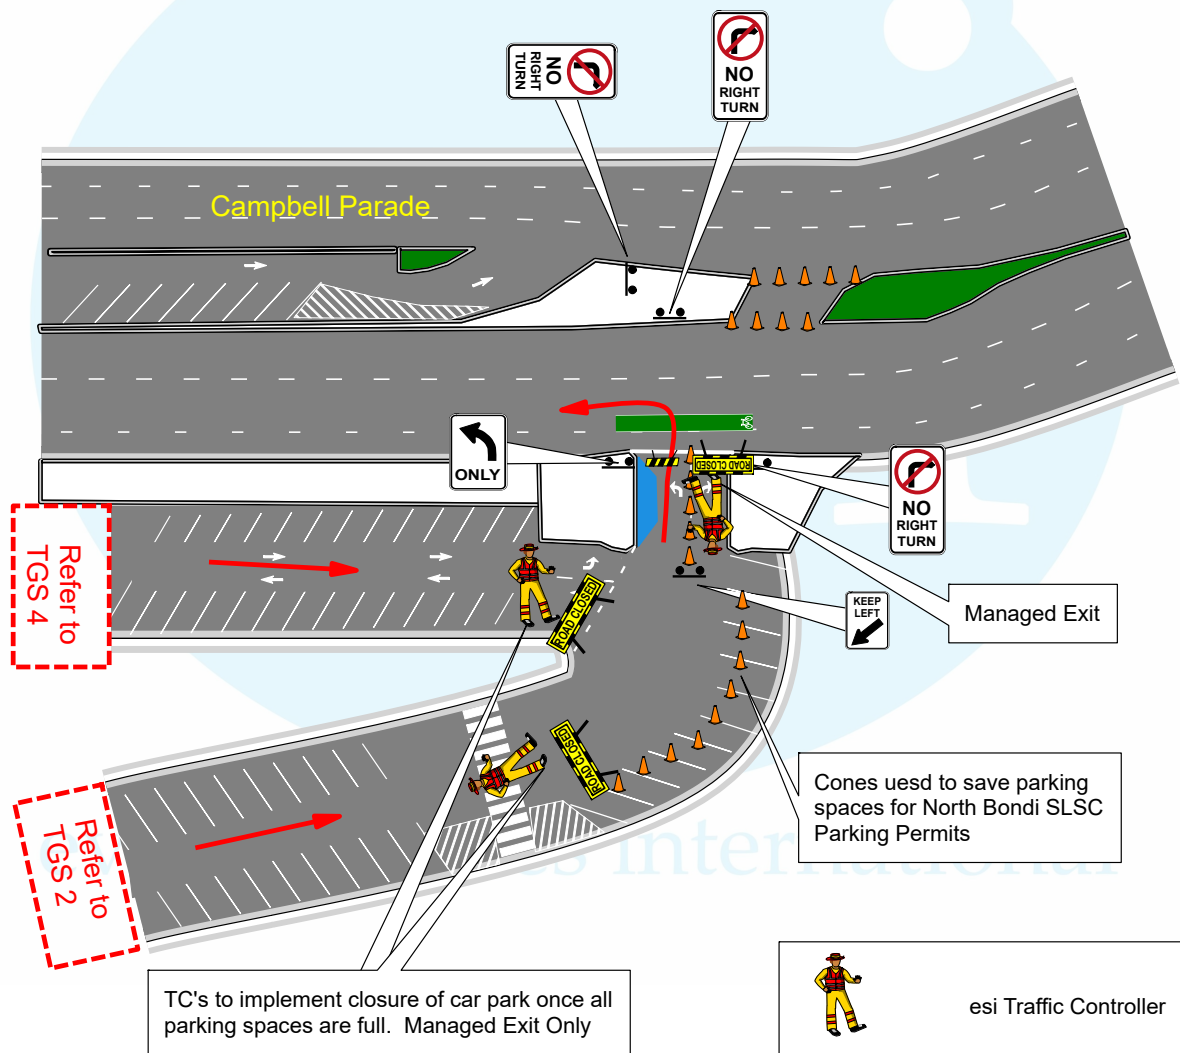 NO
RIGHT
TURN
NO
RIGHT
TURN
Campbell Parade
ONLY
ROAD CLOSED
NO
RIGHT
TURN
Refer to
TGS 4
ROAD CLOSED
KEEP
LEFT
Managed Exit
ROAD CLOSED
Cones uesd to save parking
spaces for North Bondi SLSC
Parking Permits
Refer to
TGS 2
international
TC's to implement closure of car park once all
parking spaces are full. Managed Exit Only
esi Traffic Controller